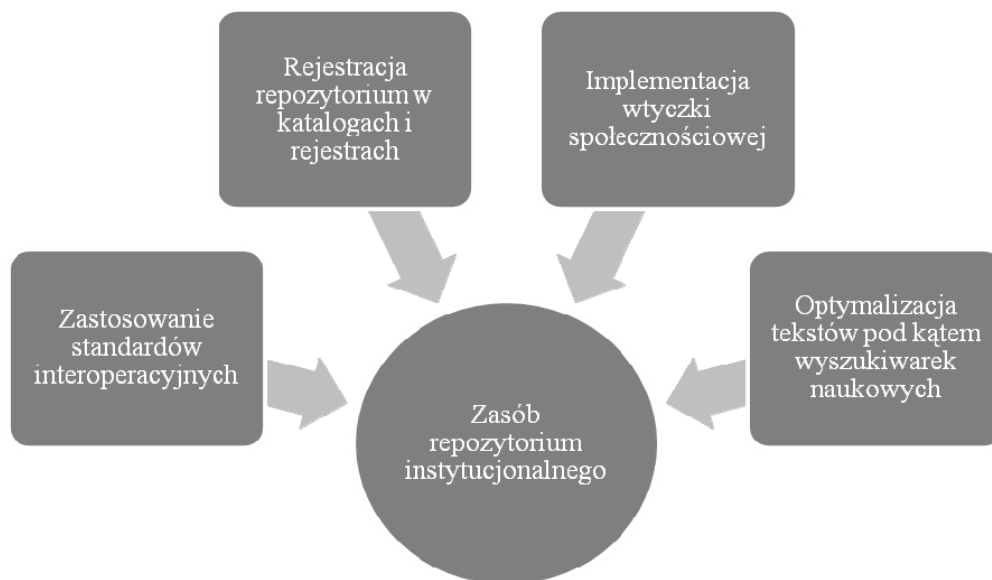 Rejestracja
repozytorium w
katalogach i
rejestrach
Implementacja
wtyczki
społecznościowej
Zastosowanie
standardów
interoperacyjnych
Optymalizacja
tekstów pod kątem
wyszukiwarek
naukowych
Zasób
repozytorium
instytucjonalnego